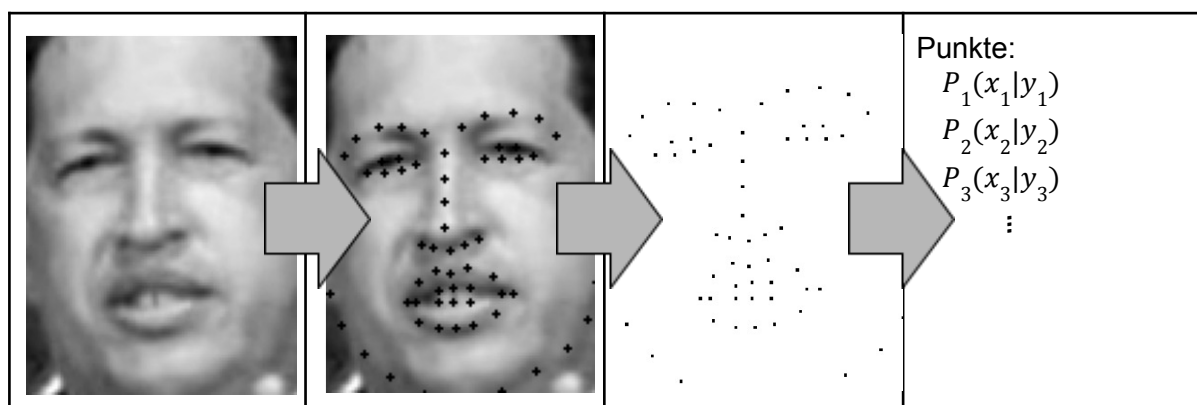 Punkte:
P₁(x₁|y₁)
P₂(x₂|y₂)
P₃(x₃|y₃)
⋮